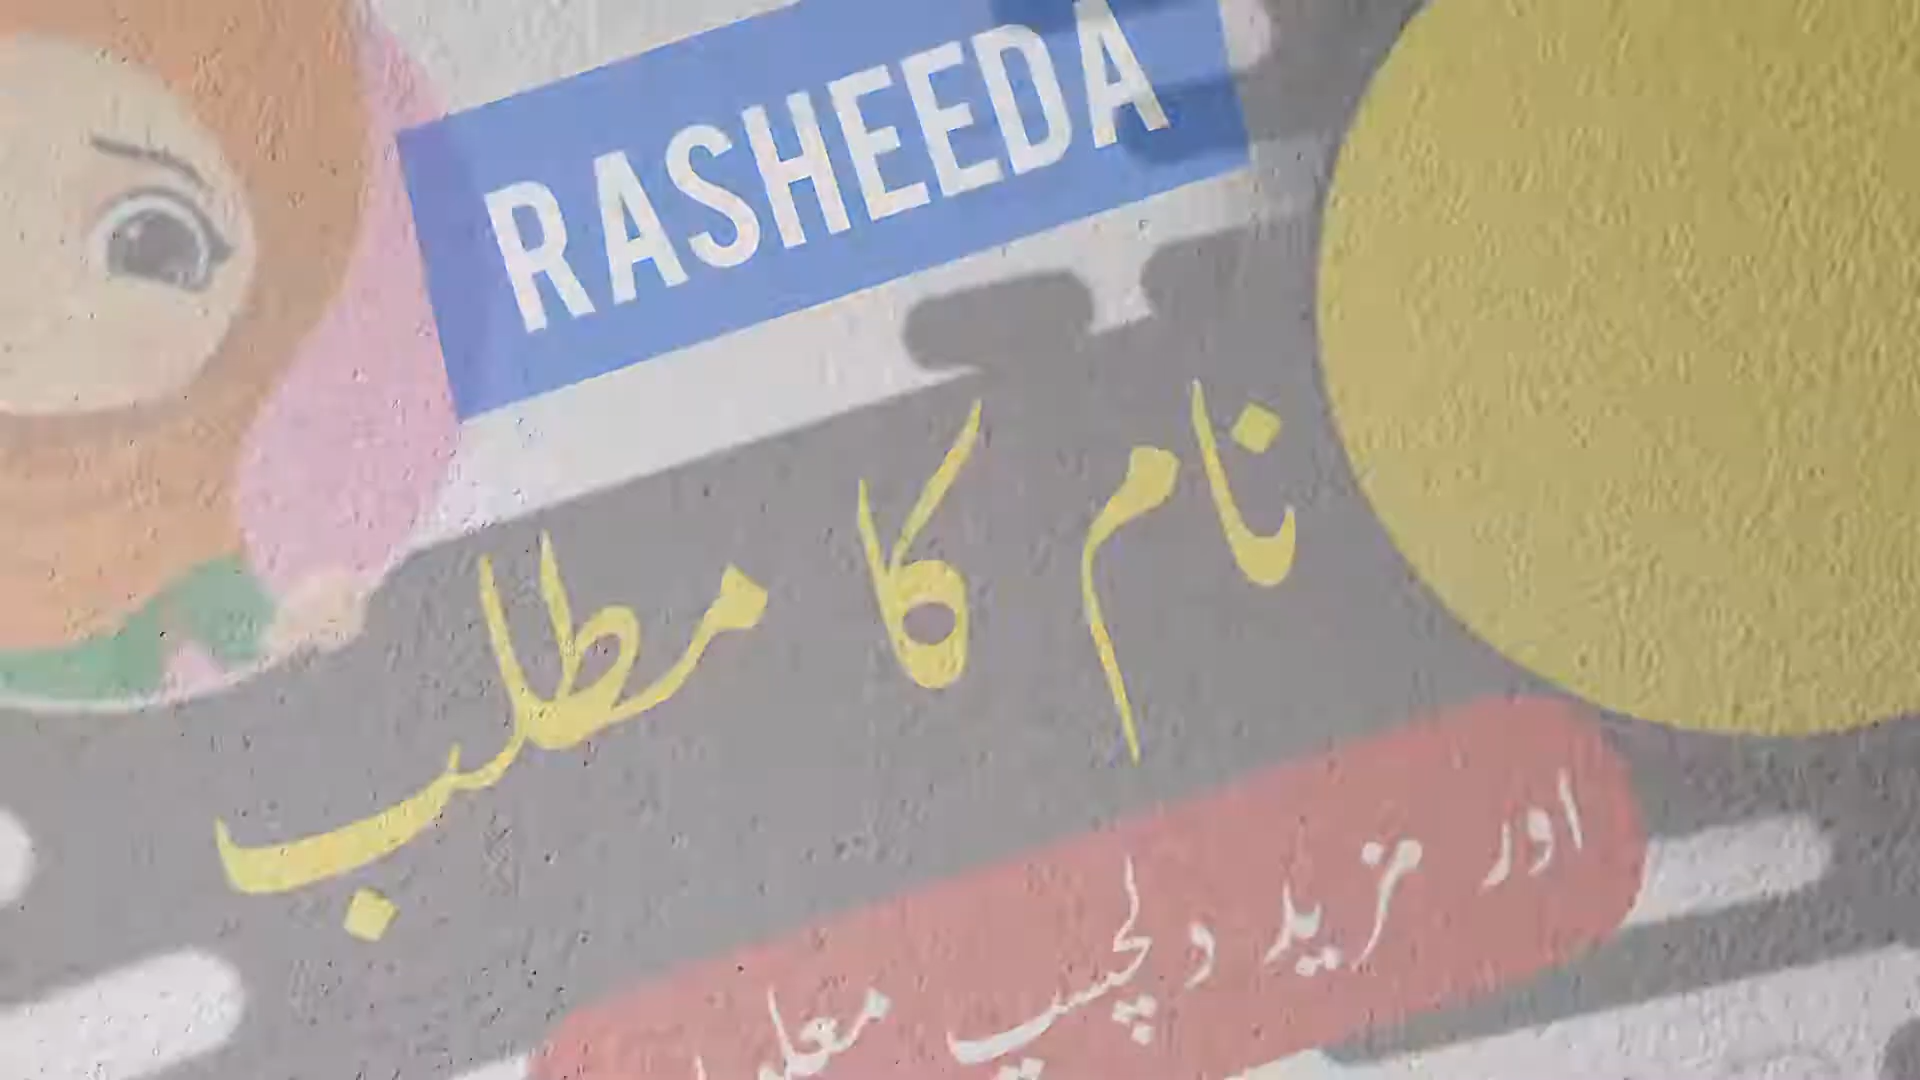 RASHEEDA
نام کا مطلب
اور مزید دلچسپ